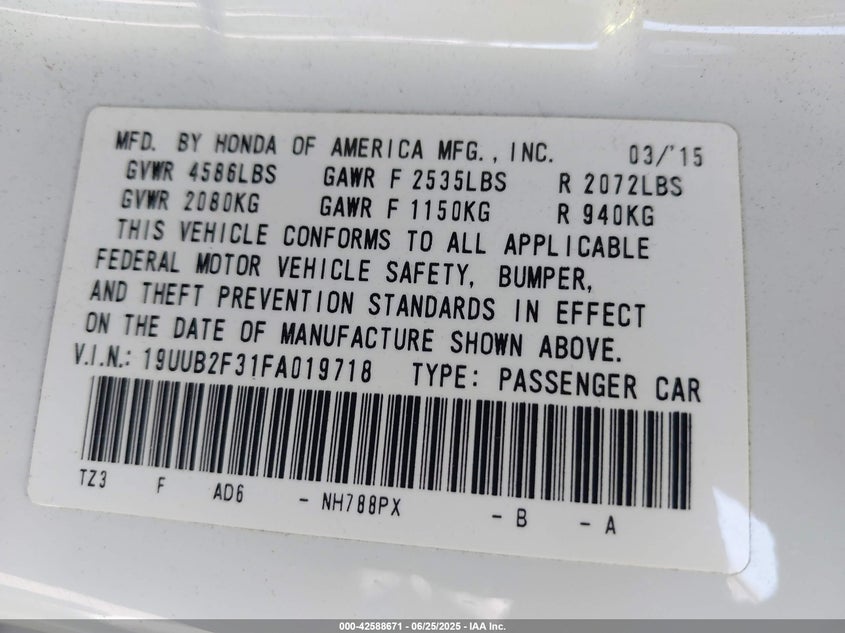 MFD. BY HONDA OF AMERICA MFG., INC. 03/'15
GVWR 4586LBS GAWR F 2535LBS R 2072LBS
GVWR 2080KG GAWR F 1150KG R 940KG
THIS VEHICLE CONFORMS TO ALL APPLICABLE
FEDERAL MOTOR VEHICLE SAFETY, BUMPER,
AND THEFT PREVENTION STANDARDS IN EFFECT
ON THE DATE OF MANUFACTURE SHOWN ABOVE.
V.I.N.: 19UUB2F31FA019718 TYPE: PASSENGER CAR
TZ3 F AD6 - NH788PX - B - A
000-42588671 - 06/25/2025 - IAA Inc.